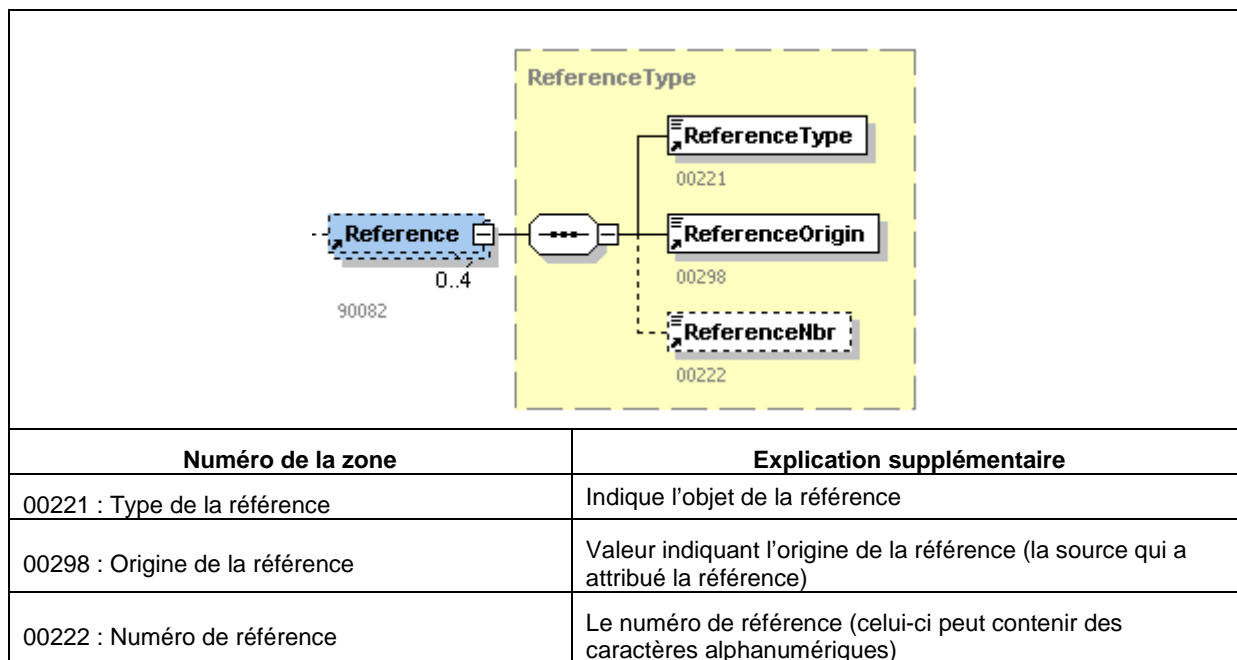 ReferenceType
ReferenceType
00221
Reference
ReferenceOrigin
0..4
00298
90082
ReferenceNbr
00222
Numéro de la zone
Explication supplémentaire
00221 : Type de la référence
Indique l’objet de la référence
00298 : Origine de la référence
Valeur indiquant l’origine de la référence (la source qui a
attribué la référence)
00222 : Numéro de référence
Le numéro de référence (celui-ci peut contenir des
caractères alphanumériques)